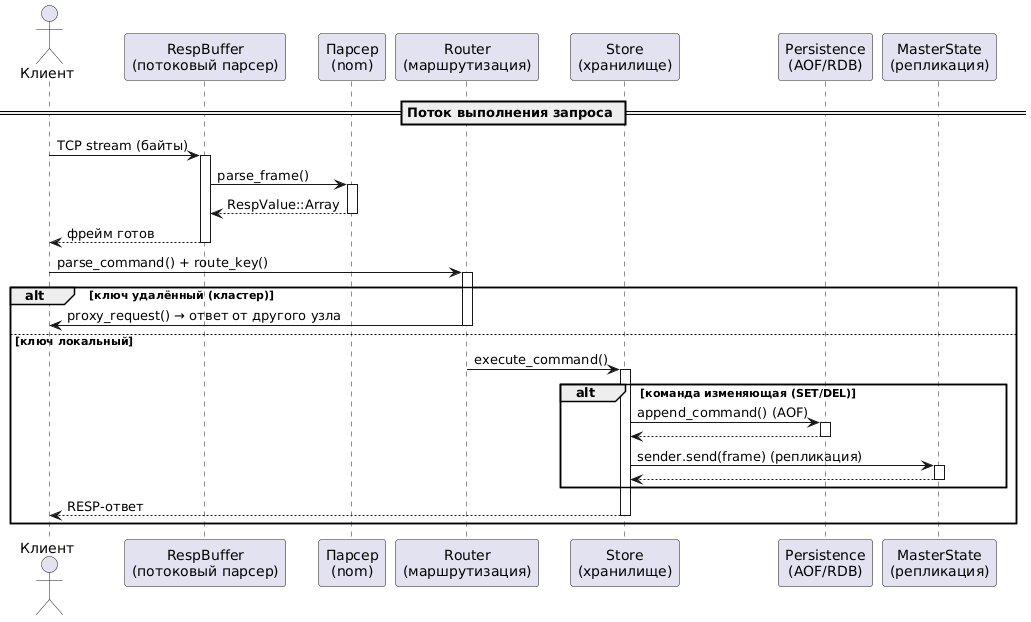 Клиент
RespBuffer
(потоковый парсер)
Парсер
(nom)
Router
(маршрутизация)
Store
(хранилище)
Persistence
(AOF/RDB)
MasterState
(репликация)
Поток выполнения запроса
TCP stream (байты)
parse_frame()
RespValue::Array
фрейм готов
parse_command() + route_key()
alt [ключ удалённый (кластер)]
proxy_request() → ответ от другого узла
[ключ локальный]
execute_command()
alt [команда изменяющая (SET/DEL)]
append_command() (AOF)
sender.send(frame) (репликация)
RESP-ответ
Клиент
RespBuffer
(потоковый парсер)
Парсер
(nom)
Router
(маршрутизация)
Store
(хранилище)
Persistence
(AOF/RDB)
MasterState
(репликация)